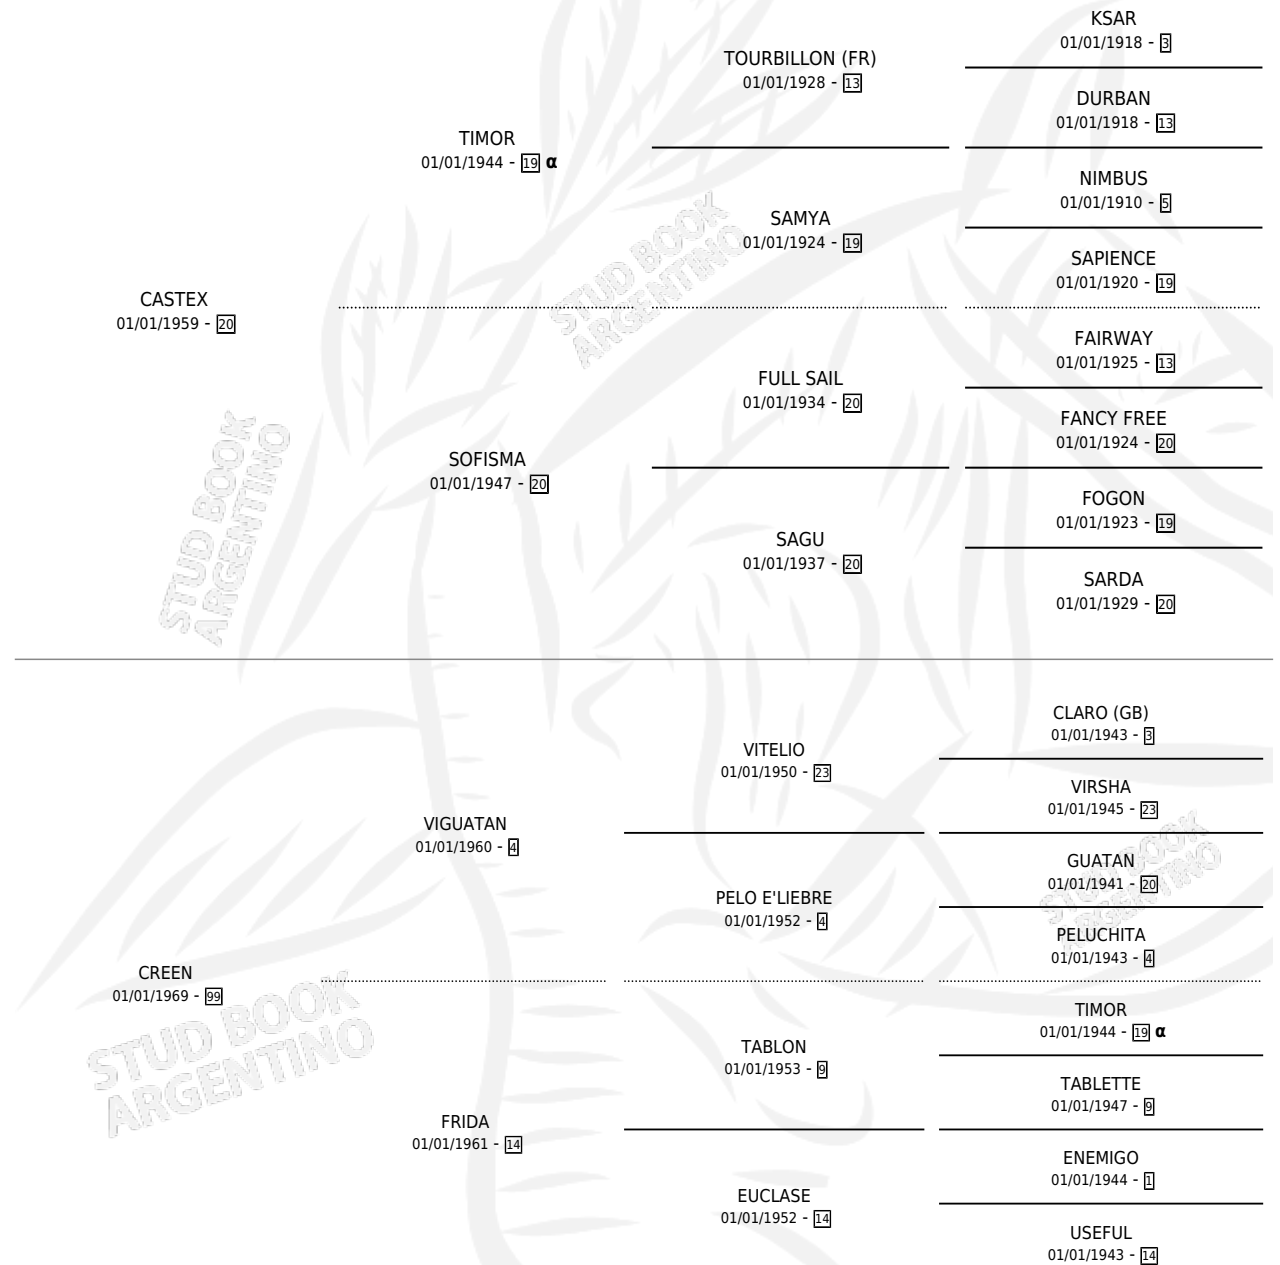 KSAR
01/01/1918 - 3
TOURBILLON (FR)
01/01/1928 - 13
DURBAN
01/01/1918 - 13
TIMOR
01/01/1944 - 19 α
NIMBUS
01/01/1910 - 5
SAMYA
01/01/1924 - 19
SAPIENCE
01/01/1920 - 19
CASTEX
01/01/1959 - 20
FAIRWAY
01/01/1925 - 13
FULL SAIL
01/01/1934 - 20
FANCY FREE
01/01/1924 - 20
SOFISMA
01/01/1947 - 20
FOGON
01/01/1923 - 19
SAGU
01/01/1937 - 20
SARDA
01/01/1929 - 20
CLARO (GB)
01/01/1943 - 3
VITELIO
01/01/1950 - 23
VIRSHA
01/01/1945 - 23
VIGUATAN
01/01/1960 - 4
GUATAN
01/01/1941 - 20
PELO E'LIEBRE
01/01/1952 - 4
PELUCHITA
01/01/1943 - 4
CREEN
01/01/1969 - 99
TIMOR
01/01/1944 - 19 α
TABLON
01/01/1953 - 9
TABLETTE
01/01/1947 - 9
FRIDA
01/01/1961 - 14
ENEMIGO
01/01/1944 - 1
EUCLASE
01/01/1952 - 14
USEFUL
01/01/1943 - 14
STUD BOOK
ARGENTINO
STUD BOOK
ARGENTINO
STUD BOOK
ARGENTINO
STUD BOOK
ARGENTINO